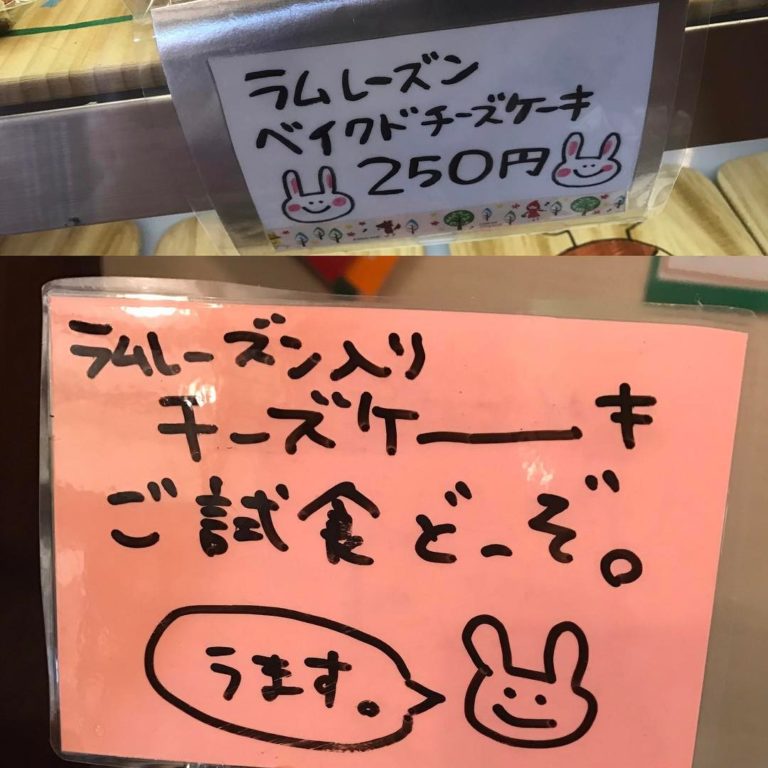 ラムレーズン
ベイクドチーズケーキ
250円
ラムレーズン入り
チーズケーキ
ご試食どーぞ。
うます。